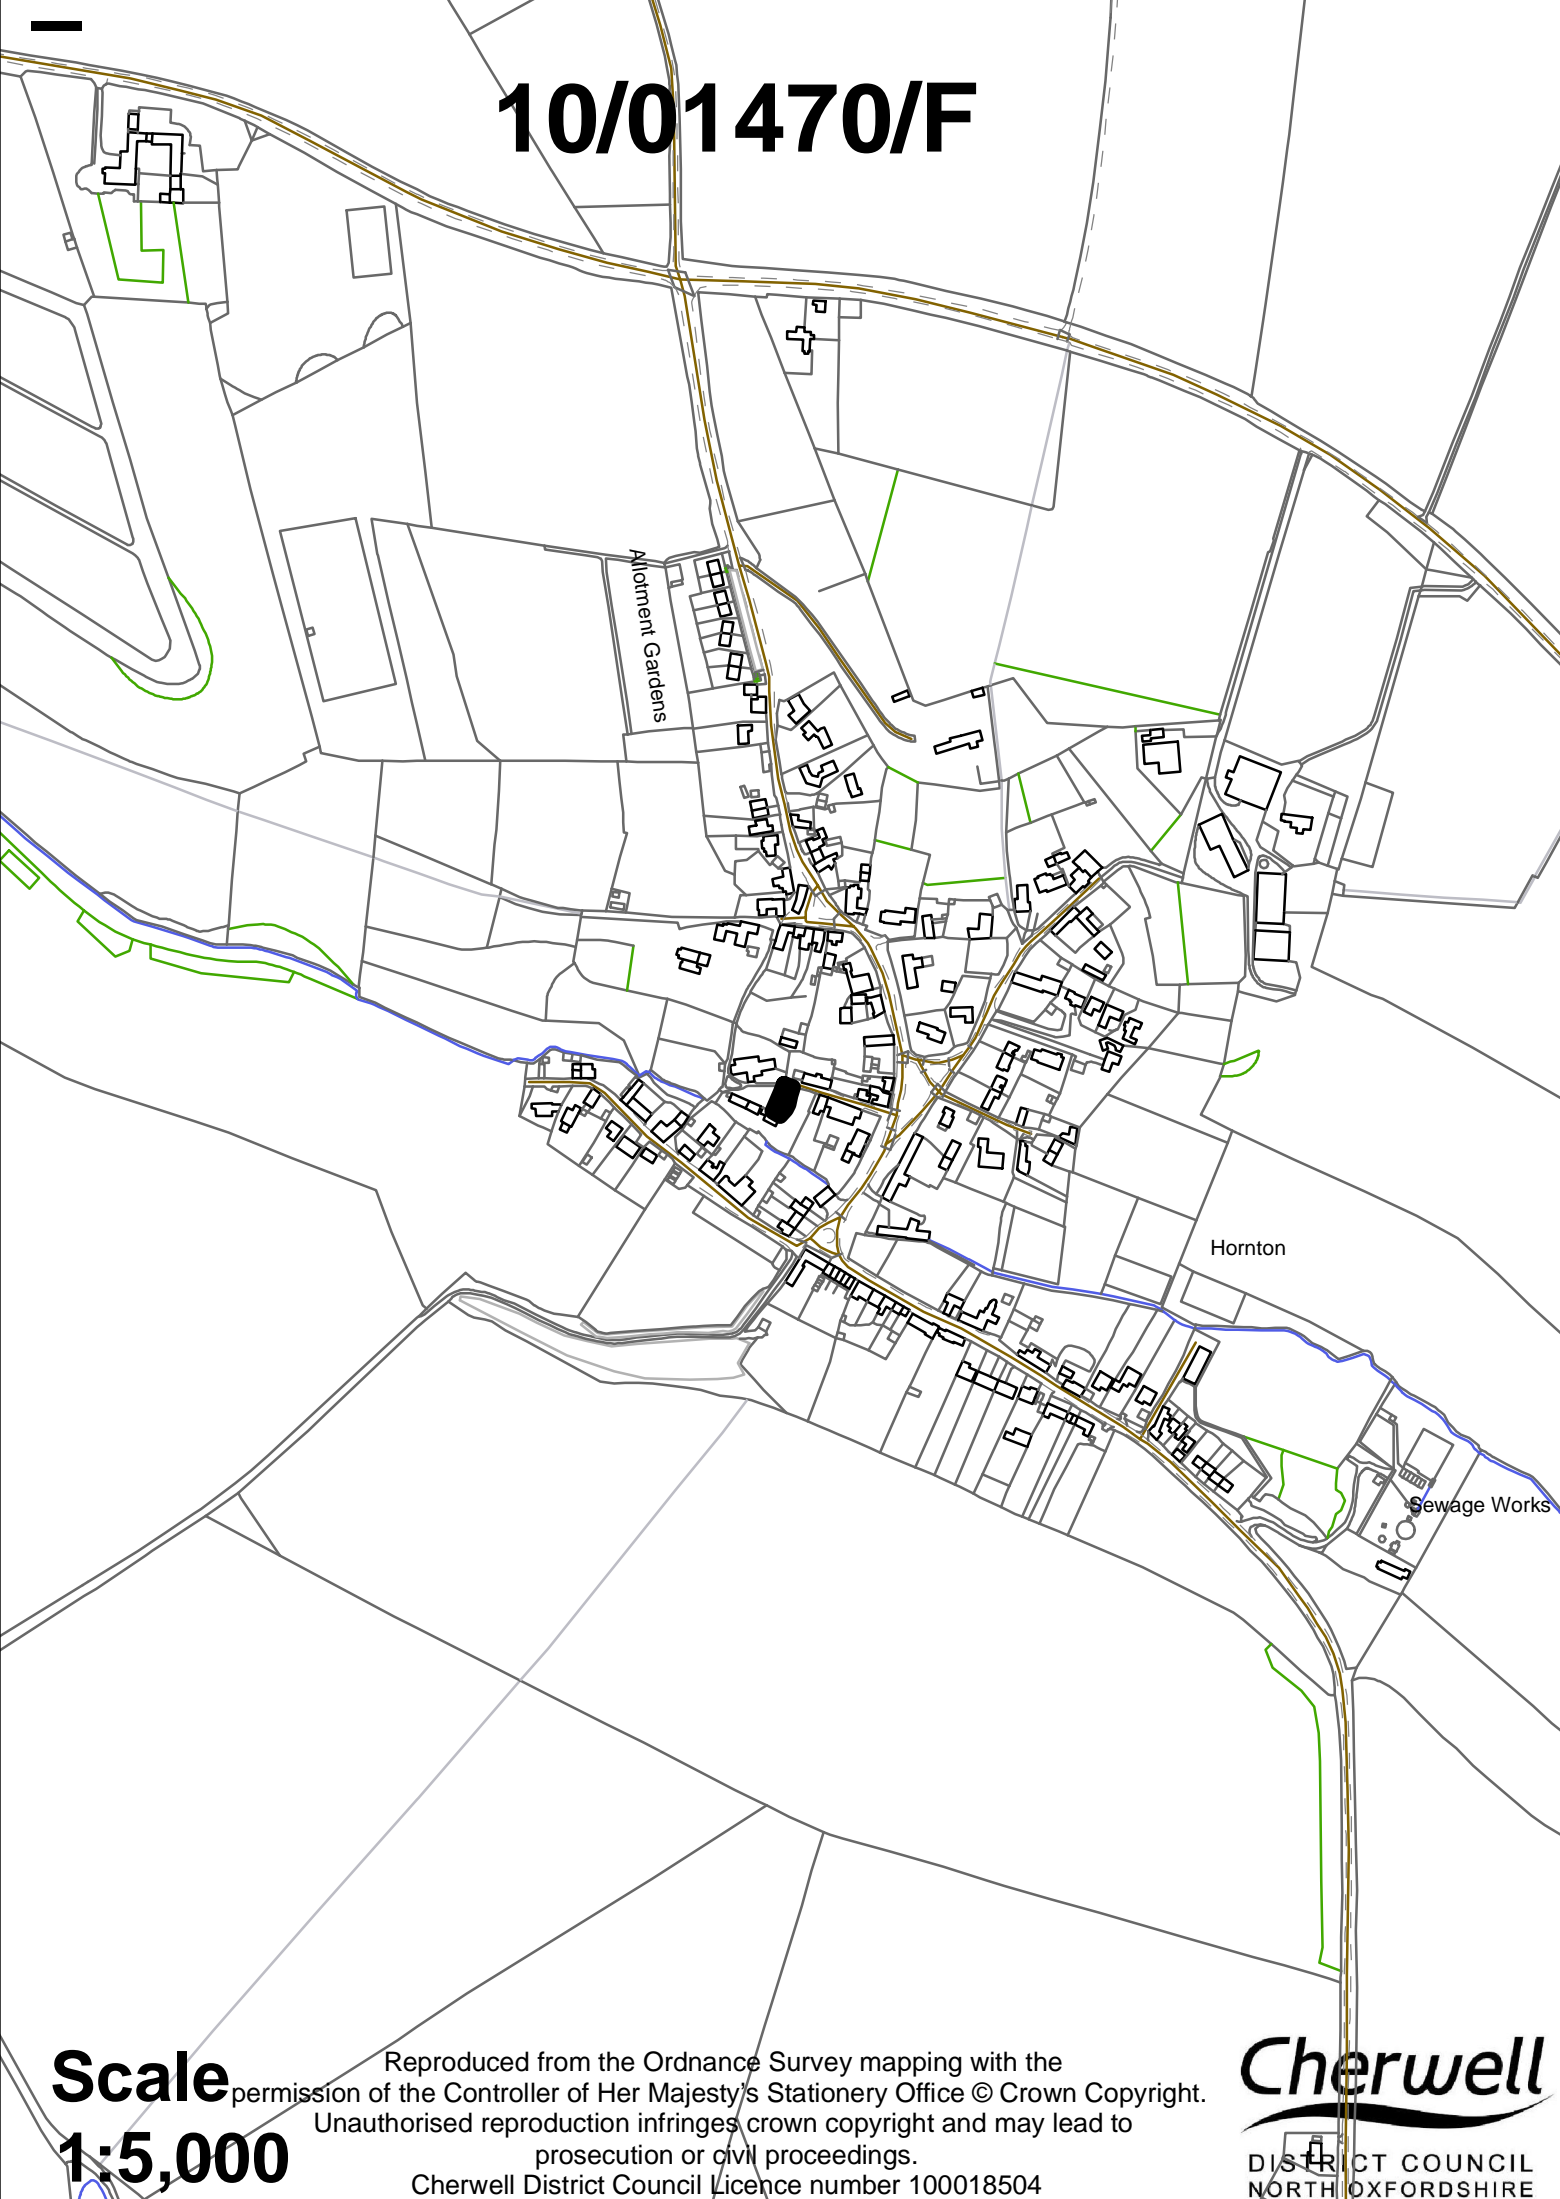 10/01470/F
Allotment Gardens
Hornton
Sewage Works
Scale
1:5,000
Reproduced from the Ordnance Survey mapping with the
permission of the Controller of Her Majesty's Stationery Office © Crown Copyright.
Unauthorised reproduction infringes crown copyright and may lead to
prosecution or civil proceedings.
Cherwell District Council Licence number 100018504
Cherwell
DISTRICT COUNCIL
NORTH OXFORDSHIRE